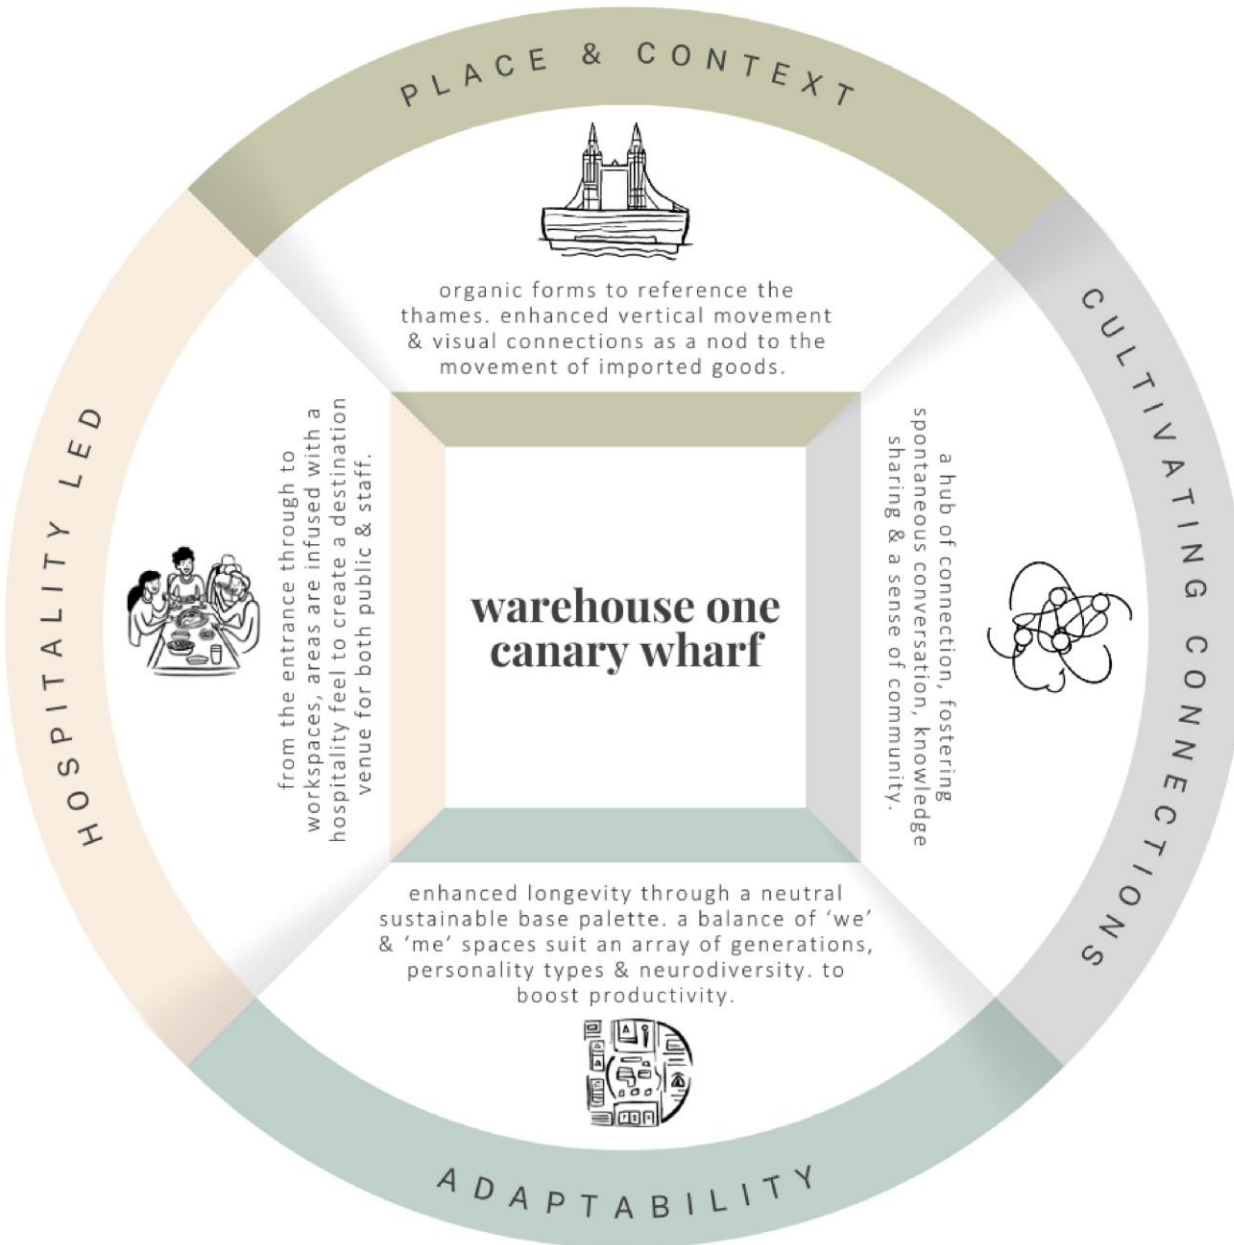 PLACE & CONTEXT
organic forms to reference the
thames. enhanced vertical movement
& visual connections as a nod to the
movement of imported goods.
CULTIVATING CONNECTIONS
a hub of connection, fostering
spontaneous conversation, knowledge
sharing & a sense of community.
HOSPITALITY LED
from the entrance through to
workspaces, areas are infused with a
hospitality feel to create a destination
venue for both public & staff.
warehouse one
canary wharf
enhanced longevity through a neutral
sustainable base palette. a balance of ‘we’
& ‘me’ spaces suit an array of generations,
personality types & neurodiversity. to
boost productivity.
ADAPTABILITY